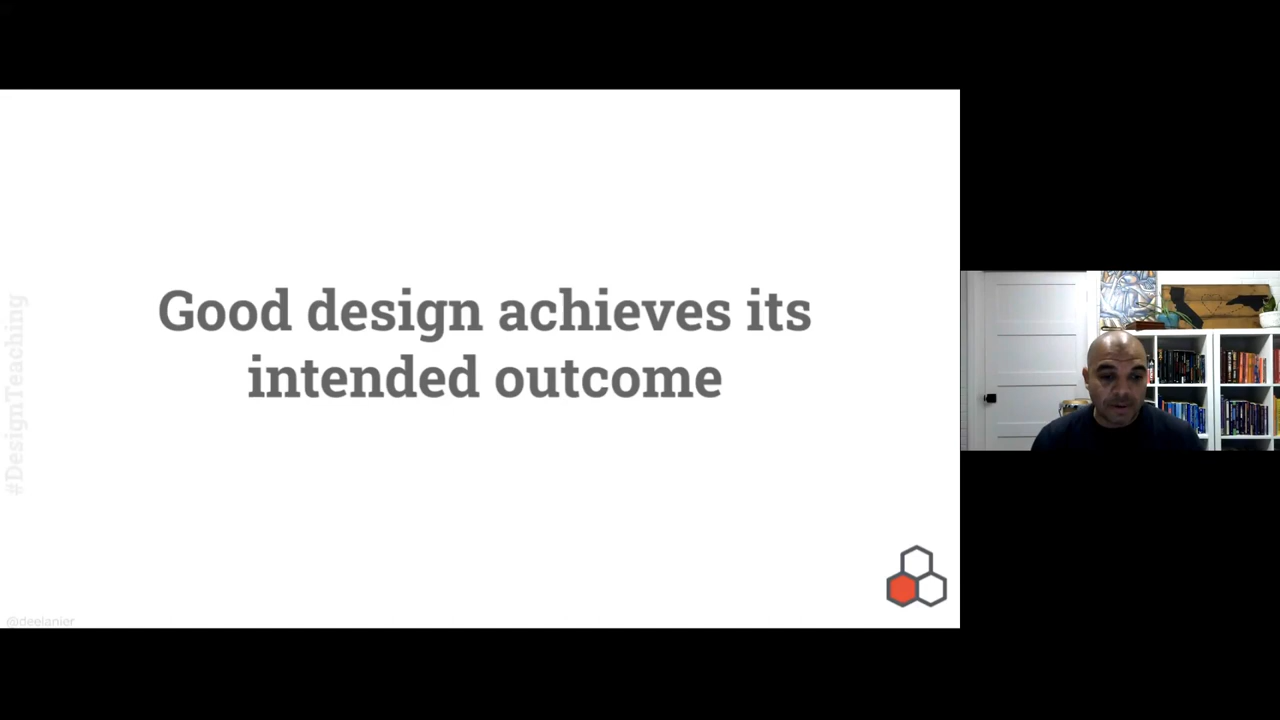 Good design achieves its
intended outcome
#DesignTeaching
@deelanier